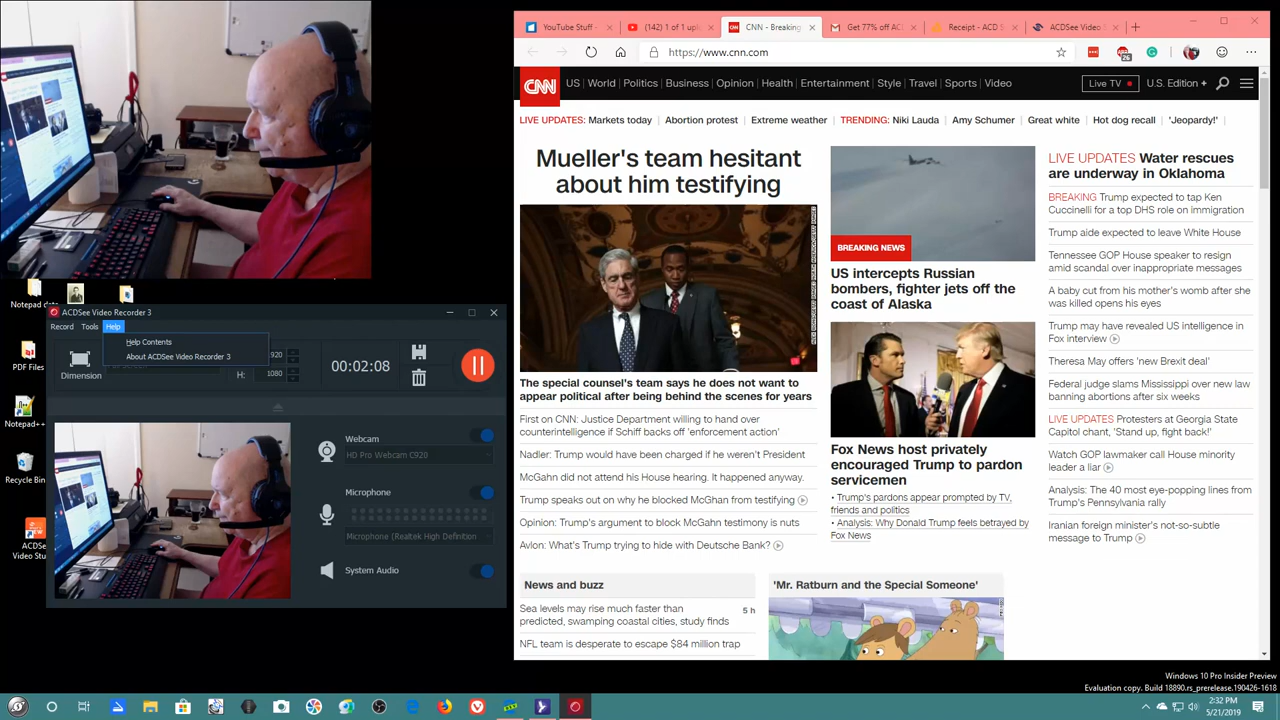 YouTube Stuff -
(142) 1 of 1 uplo
CNN - Breaking
Get 77% off AC
Receipt - ACD S
ACDSee Video S
https://www.cnn.com
26
CNN
US World Politics Business Opinion Health Entertainment Style Travel Sports Video
Live TV
U.S. Edition +
LIVE UPDATES: Markets today Abortion protest Extreme weather TRENDING: Niki Lauda Amy Schumer Great white Hot dog recall 'Jeopardy!'
Mueller's team hesitant
about him testifying
The special counsel's team says he does not want to
appear political after being behind the scenes for years
First on CNN: Justice Department willing to hand over
counterintelligence if Schiff backs off 'enforcement action'
Nadler: Trump would have been charged if he weren't President
McGahn did not attend his House hearing. It happened anyway.
Trump speaks out on why he blocked McGhan from testifying
Opinion: Trump's argument to block McGahn testimony is nuts
Avlon: What's Trump trying to hide with Deutsche Bank?
News and buzz
Sea levels may rise much faster than
predicted, swamping coastal cities, study finds
5 h
NFL team is desperate to escape $84 million trap
BREAKING NEWS
US intercepts Russian
bombers, fighter jets off the
coast of Alaska
Fox News host privately
encouraged Trump to pardon
servicemen
• Trump's pardons appear prompted by TV,
friends and politics
• Analysis: Why Donald Trump feels betrayed by
Fox News
'Mr. Ratburn and the Special Someone'
LIVE UPDATES Water rescues
are underway in Oklahoma
BREAKING Trump expected to tap Ken
Cuccinelli for a top DHS role on immigration
Trump aide expected to leave White House
Tennessee GOP House speaker to resign
amid scandal over inappropriate messages
A baby cut from his mother's womb after she
was killed opens his eyes
Trump may have revealed US intelligence in
Fox interview
Theresa May offers 'new Brexit deal'
Federal judge slams Mississippi over new law
banning abortions after six weeks
LIVE UPDATES Protesters at Georgia State
Capitol chant, 'Stand up, fight back!'
Watch GOP lawmaker call House minority
leader a liar
Analysis: The 40 most eye-popping lines from
Trump's Pennsylvania rally
Iranian foreign minister's not-so-subtle
message to Trump
Notepad data
PDF Files
Notepad++
Recycle Bin
ACDSee
Video Stu
ACDSee Video Recorder 3
Record Tools Help
Help Contents
About ACDSee Video Recorder 3
Dimension
920
H: 1080
00:02:08
Webcam
HD Pro Webcam C920
Microphone
Microphone (Realtek High Definition
System Audio
Windows 10 Pro Insider Preview
Evaluation copy. Build 18890.rs_prerelease.190426-1618
2:32 PM
5/21/2019